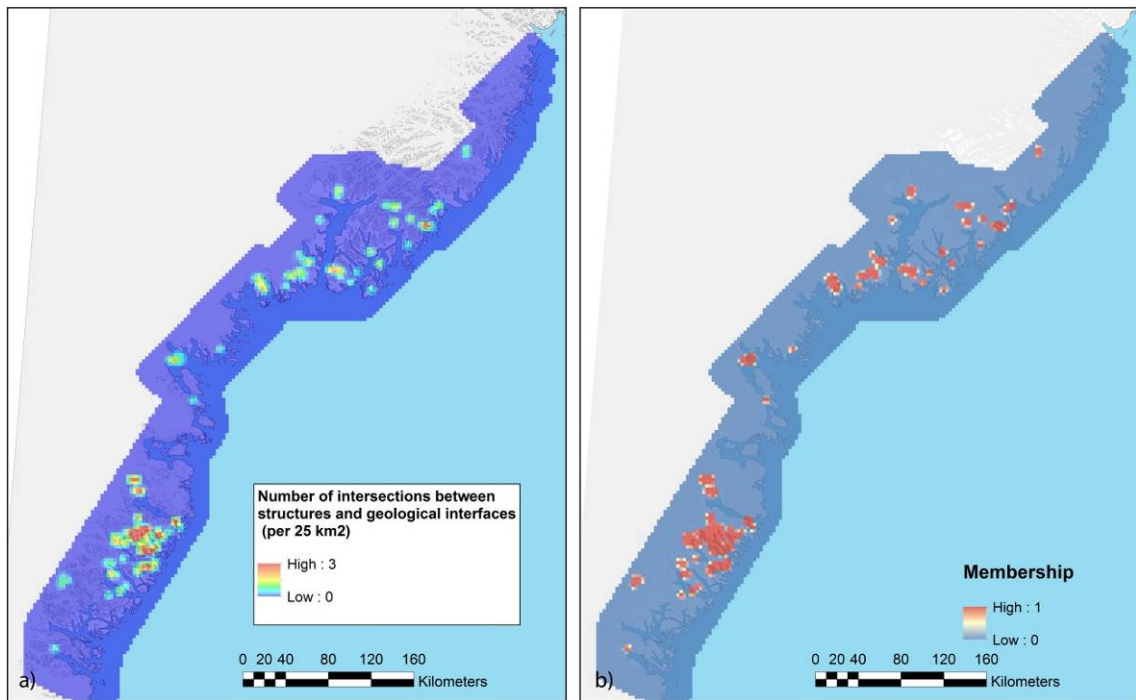 Number of intersections between
structures and geological interfaces
(per 25 km2)
High : 3
Low : 0
0 20 40 80 120 160
Kilometers
a)
Membership
High : 1
Low : 0
0 20 40 80 120 160
Kilometers
b)